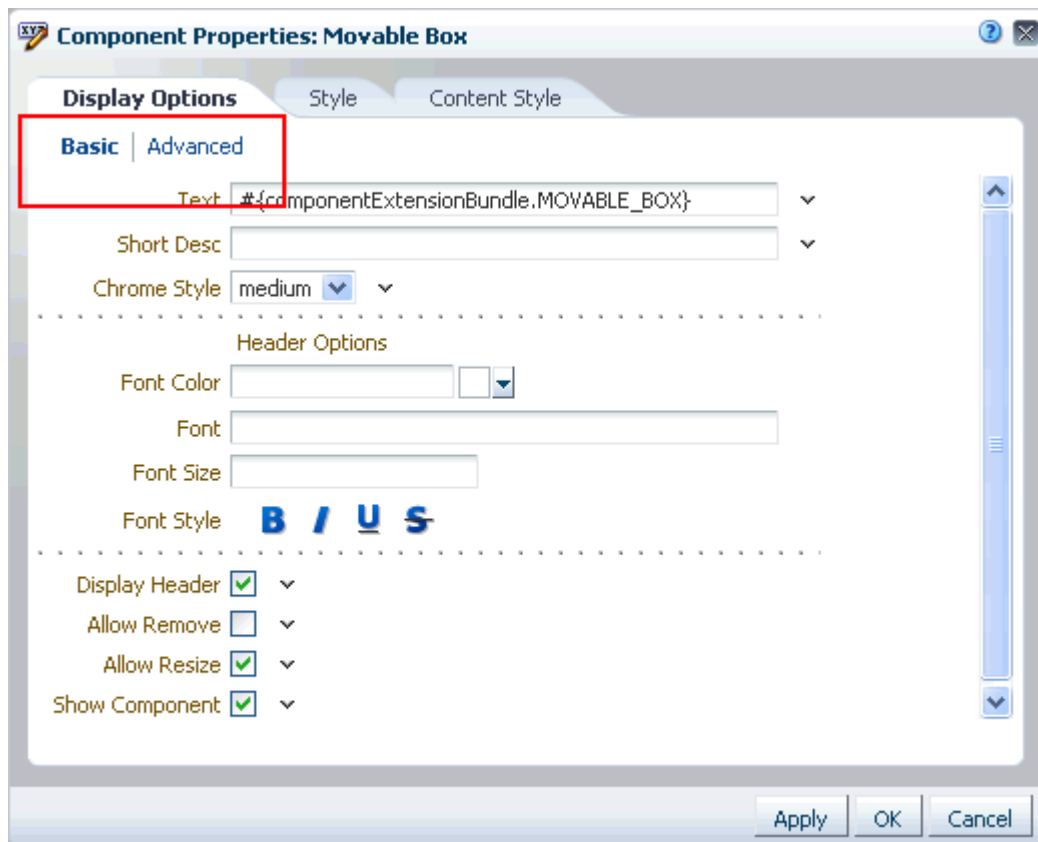 Component Properties: Movable Box
Display Options Style Content Style
Basic Advanced
Text #{componentExtensionBundle.MOVABLE_BOX}
Short Desc
Chrome Style medium
Header Options
Font Color
Font
Font Size
Font Style B I U S
Display Header
Allow Remove
Allow Resize
Show Component
Apply OK Cancel